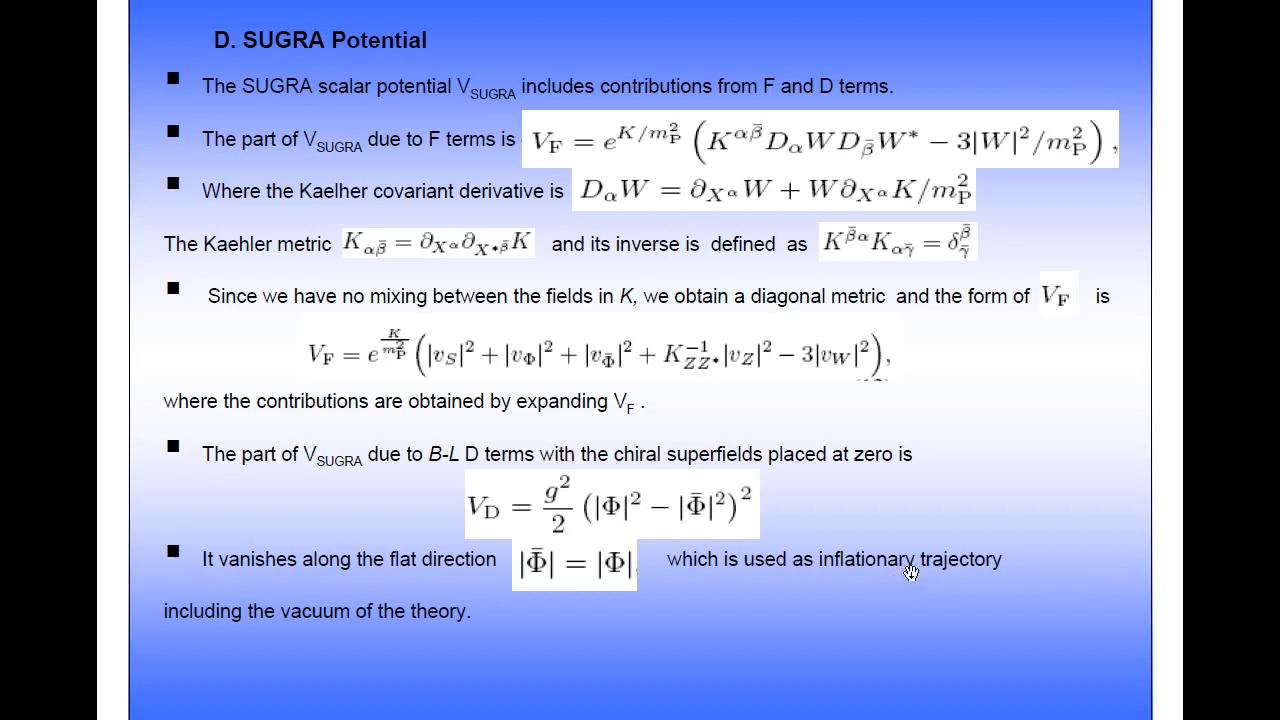 D. SUGRA Potential
■ The SUGRA scalar potential V_SUGRA includes contributions from F and D terms.
■ The part of V_SUGRA due to F terms is V_F = e^{K/m_P^2} (K^{αβ̄} D_α W D_β̄ W^* − 3|W|^2/m_P^2),
■ Where the Kaelher covariant derivative is D_α W = ∂_{X^α} W + W ∂_{X^α} K/m_P^2
The Kaehler metric K_{αβ̄} = ∂_{X^α} ∂_{X^{*β̄}} K and its inverse is defined as K^{β̄α} K_{αγ̄} = δ^{β̄}_{γ̄}
■ Since we have no mixing between the fields in K, we obtain a diagonal metric and the form of V_F is
V_F = e^{K/m_P^2} (|v_S|^2 + |v_Φ|^2 + |v_Φ̄|^2 + K_{ZZ^*}^{−1} |v_Z|^2 − 3|v_W|^2),
where the contributions are obtained by expanding V_F .
■ The part of V_SUGRA due to B-L D terms with the chiral superfields placed at zero is
V_D = g^2/2 (|Φ|^2 − |Φ̄|^2)^2
■ It vanishes along the flat direction |Φ̄| = |Φ| which is used as inflationary trajectory
including the vacuum of the theory.